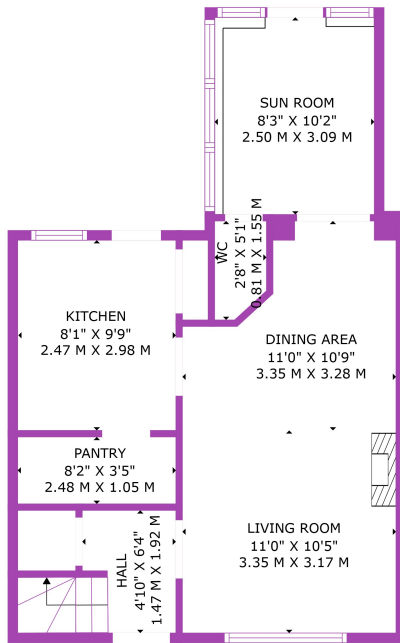 SUN ROOM
8'3" X 10'2"
2.50 M X 3.09 M
WC
2'8" X 5'1"
0.81 M X 1.55 M
KITCHEN
8'1" X 9'9"
2.47 M X 2.98 M
DINING AREA
11'0" X 10'9"
3.35 M X 3.28 M
PANTRY
8'2" X 3'5"
2.48 M X 1.05 M
HALL
4'10" X 6'4"
1.47 M X 1.92 M
LIVING ROOM
11'0" X 10'5"
3.35 M X 3.17 M